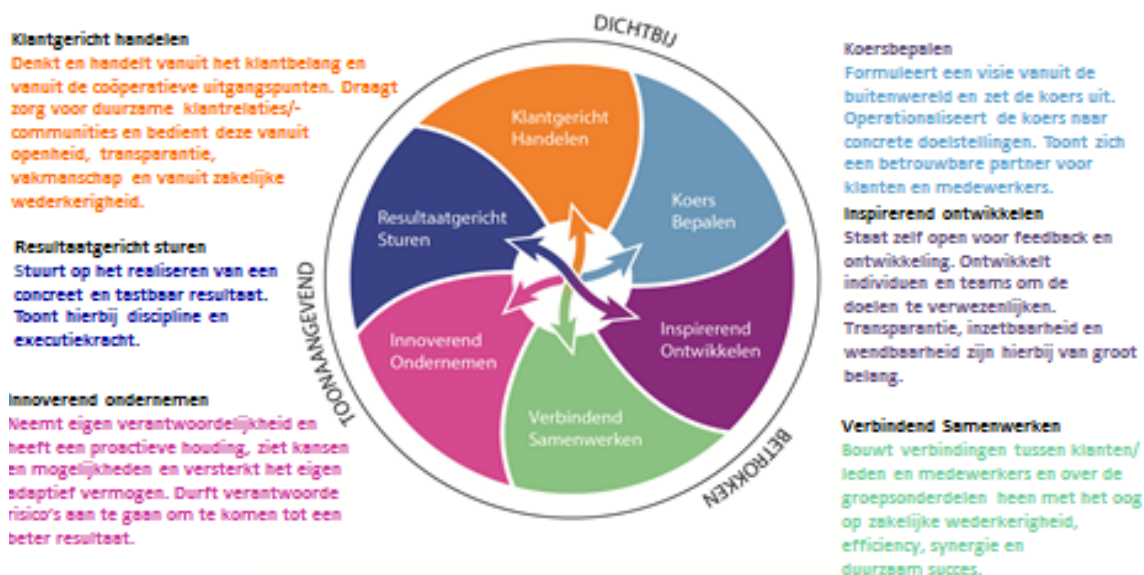 Klantgericht handelen
Denkt en handelt vanuit het klantbelang en
vanuit de coöperatieve uitgangspunten. Draagt
zorg voor duurzame klantrelaties/-
communities en bedient deze vanuit
openheid, transparantie,
vakmanschap en vanuit zakelijke
wederkerigheid.
Resultaatgericht sturen
Stuurt op het realiseren van een
concreet en tastbaar resultaat.
Toont hierbij discipline en
executiekracht.
Innoverend ondernemen
Neemt eigen verantwoordelijkheid en
heeft een proactieve houding, ziet kansen
en mogelijkheden en versterkt het eigen
adaptief vermogen. Durft verantwoorde
risico's aan te gaan om te komen tot een
beter resultaat.
DICHTBIJ
TOONAANGEVEND
BETROKKEN
Klantgericht
Handelen
Koers
Bepalen
Resultaatgericht
Sturen
Inspirerend
Ontwikkelen
Innoverend
Ondernemen
Verbindend
Samenwerken
Koersbepalen
Formuleert een visie vanuit de
buitenwereld en zet de koers uit.
Operationaliseert de koers naar
concrete doelstellingen. Toont zich
een betrouwbare partner voor
klanten en medewerkers.
Inspirerend ontwikkelen
Staat zelf open voor feedback en
ontwikkeling. Ontwikkelt
individuen en teams om de
doelen te verwezenlijken.
Transparantie, inzetbaarheid en
wendbaarheid zijn hierbij van groot
belang.
Verbindend Samenwerken
Bouwt verbindingen tussen klanten/
leden en medewerkers en over de
groepsonderdelen heen met het oog
op zakelijke wederkerigheid,
efficiency, synergie en
duurzaam succes.